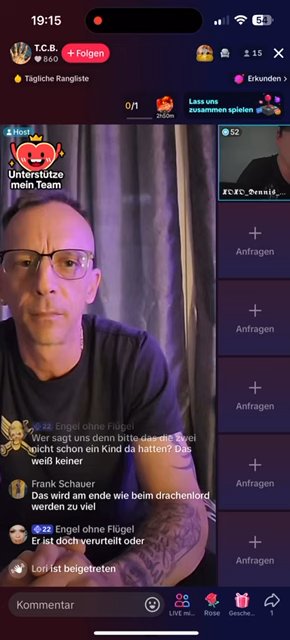 19:15
54
T.C.B.
860
+ Folgen
15
Tägliche Rangliste
Erkunden >
0/1
2h50m
Lass uns
zusammen spielen
Host
52
Unterstütze
mein Team
Anfragen
Anfragen
Anfragen
Anfragen
Anfragen
22 Engel ohne Flügel
Wer sagt uns denn bitte das die zwei
nicht schon ein Kind da hatten? Das
weiß keiner
Frank Schauer
Das wird am ende wie beim drachenlord
werden zu viel
22 Engel ohne Flügel
Er ist doch verurteilt oder
Lori ist beigetreten
Kommentar
LIVE mi...
Rose
Gesche...
1